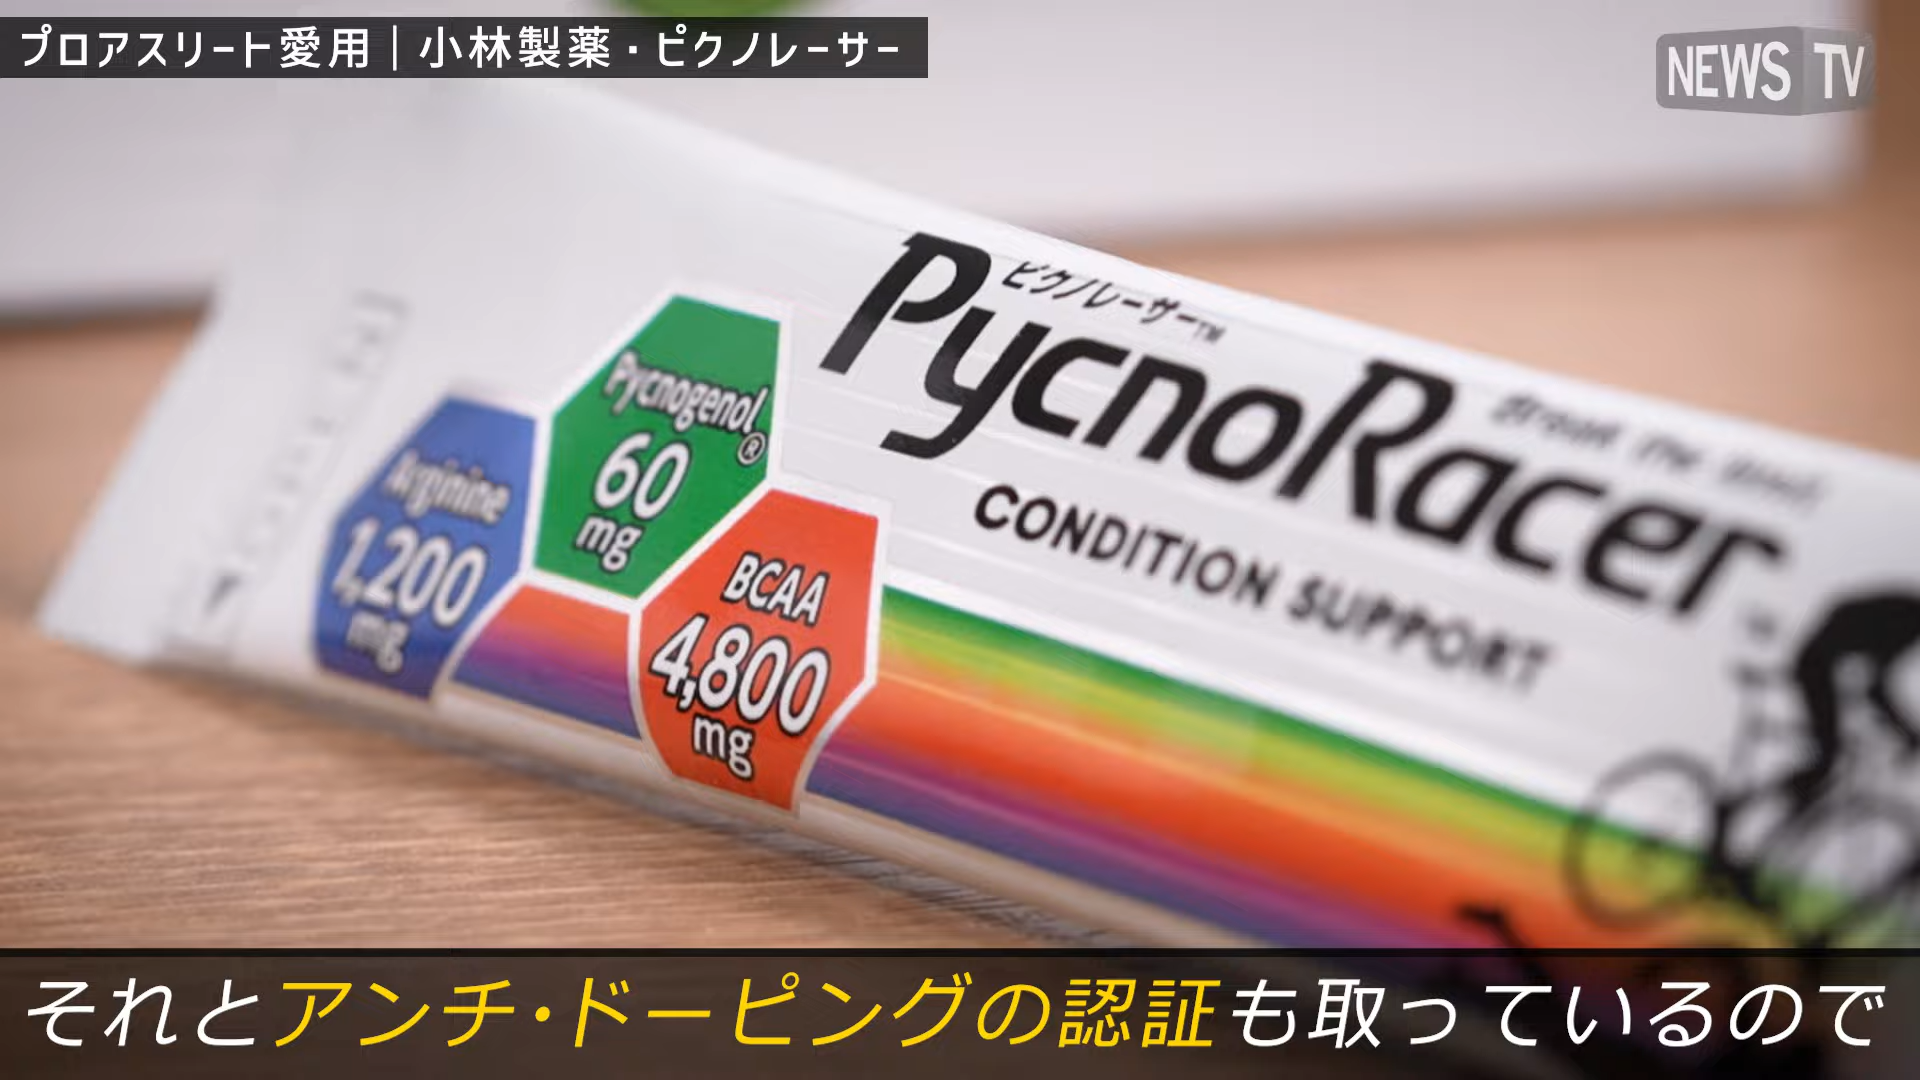 プロアスリート愛用｜小林製薬・ピクノレーサー
NEWS TV
ピクノレーサー™
PycnoRacer
CONDITION SUPPORT
Pycnogenol®
60
mg
Arginine
1,200
mg
BCAA
4,800
mg
それとアンチ・ドーピングの認証も取っているので